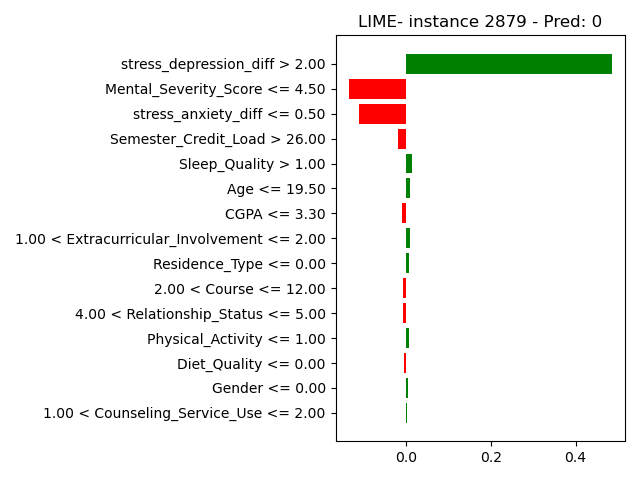 LIME- instance 2879 - Pred: 0
stress_depression_diff > 2.00
Mental_Severity_Score <= 4.50
stress_anxiety_diff <= 0.50
Semester_Credit_Load > 26.00
Sleep_Quality > 1.00
Age <= 19.50
CGPA <= 3.30
1.00 < Extracurricular_Involvement <= 2.00
Residence_Type <= 0.00
2.00 < Course <= 12.00
4.00 < Relationship_Status <= 5.00
Physical_Activity <= 1.00
Diet_Quality <= 0.00
Gender <= 0.00
1.00 < Counseling_Service_Use <= 2.00
0.0 0.2 0.4